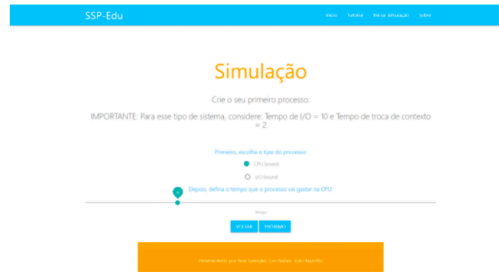 SSP-Edu
Início Tutorial Iniciar Simulação Sobre
Simulação
Crie o seu primeiro processo:
IMPORTANTE: Para esse tipo de sistema, considere: Tempo de I/O = 10 e Tempo de troca de contexto
= 2
Primeiro, escolha o tipo do processo:
CPU bound
I/O bound
Depois, defina o tempo que o processo vai gastar na CPU:
VOLTAR PRÓXIMO
Desenvolvido por